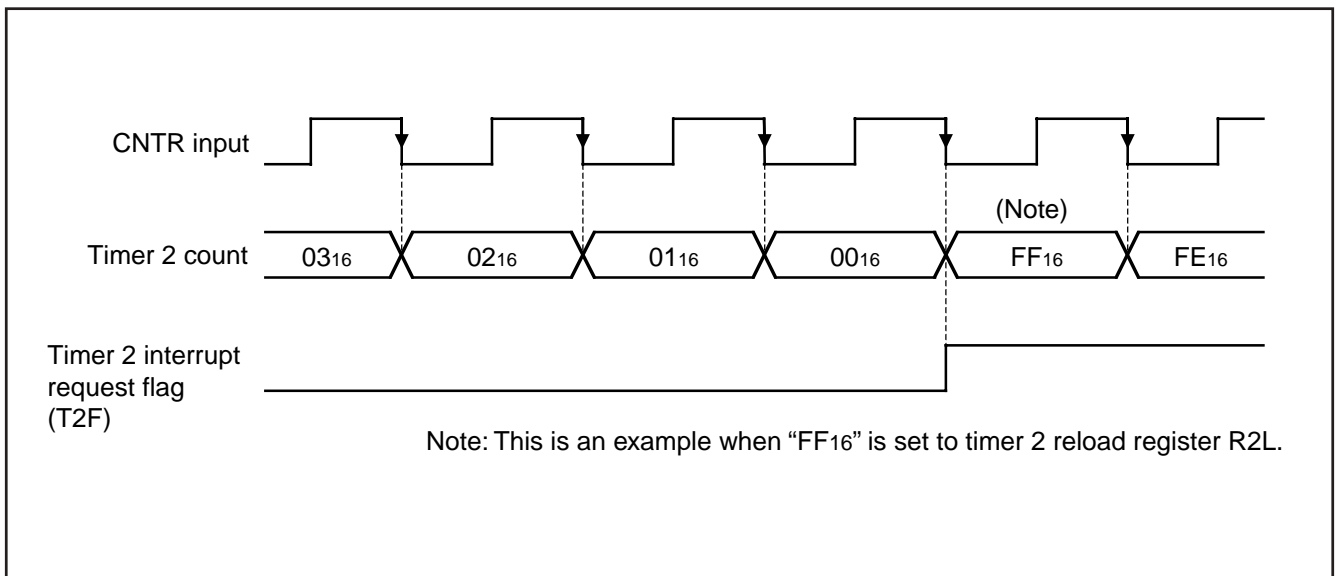 CNTR input
(Note)
Timer 2 count
0316
0216
0116
0016
FF16
FE16
Timer 2 interrupt
request flag
(T2F)
Note: This is an example when “FF16” is set to timer 2 reload register R2L.